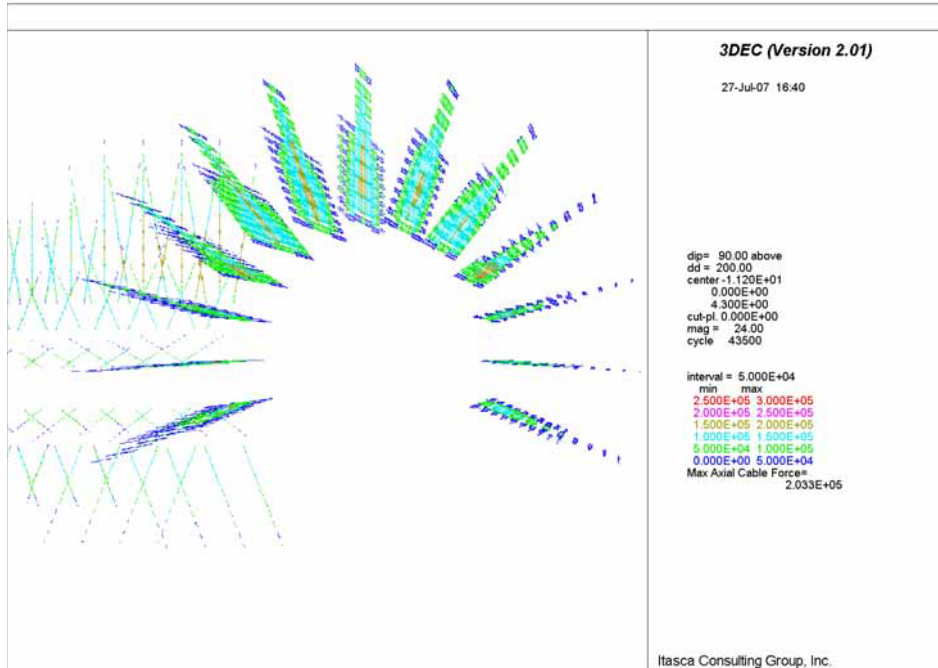 3DEC (Version 2.01)
27-Jul-07 16:40
dip= 90.00 above
dd = 200.00
center -1.120E+01
0.000E+00
4.300E+00
cut-pl. 0.000E+00
mag = 24.00
cycle 43500
interval = 5.000E+04
min max
2.500E+05 3.000E+05
2.000E+05 2.500E+05
1.500E+05 2.000E+05
1.000E+05 1.500E+05
5.000E+04 1.000E+05
0.000E+00 5.000E+04
Max Axial Cable Force=
2.033E+05
Itasca Consulting Group, Inc.